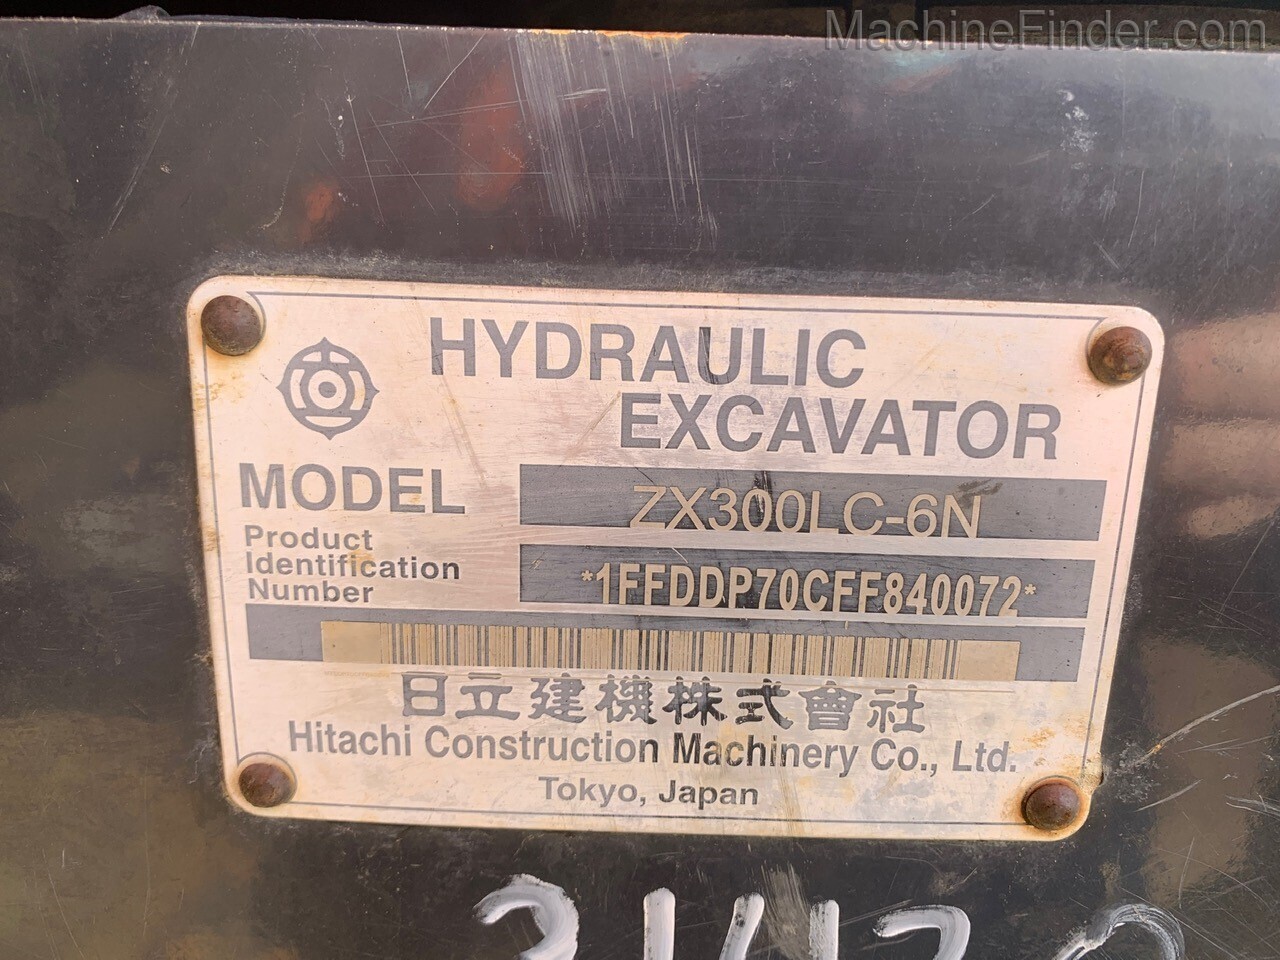 MachineFinder.com
HYDRAULIC
EXCAVATOR
MODEL ZX300LC-6N
Product
Identification
Number
*1FFDDP70CFF840072*
日立建機株式會社
Hitachi Construction Machinery Co., Ltd.
Tokyo, Japan